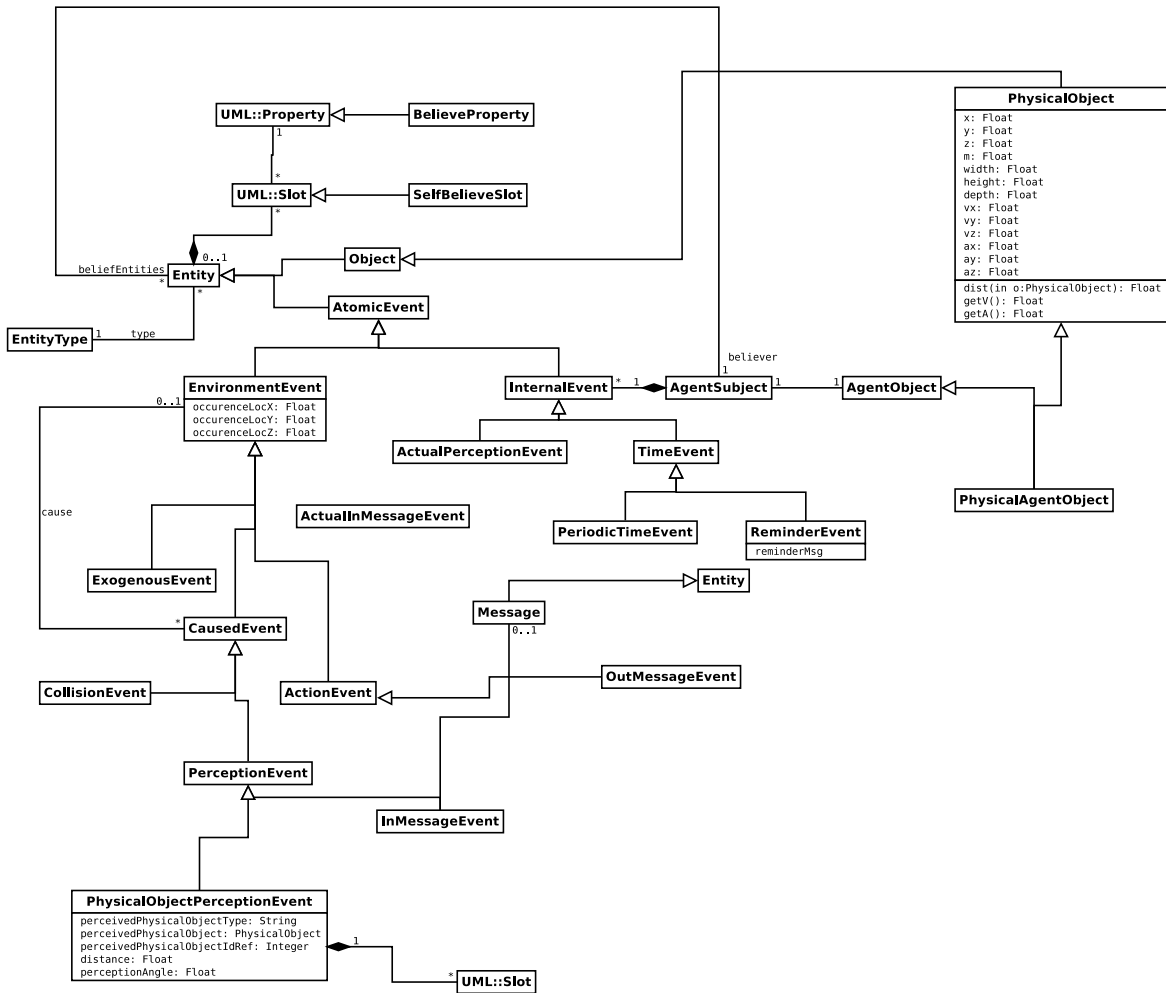 PhysicalObject
x: Float
y: Float
z: Float
m: Float
width: Float
height: Float
depth: Float
vx: Float
vy: Float
vz: Float
ax: Float
ay: Float
az: Float
dist(in o:PhysicalObject): Float
getV(): Float
getA(): Float
UML::Property
BelieveProperty
1
*
UML::Slot
SelfBelieveSlot
*
0..1
Object
beliefEntities
*
Entity
*
AtomicEvent
EntityType
1
type
believer
1
EnvironmentEvent
occurenceLocX: Float
occurenceLocY: Float
occurenceLocZ: Float
0..1
InternalEvent
*
1
AgentSubject
1
1
AgentObject
ActualPerceptionEvent
TimeEvent
PhysicalAgentObject
cause
ActualInMessageEvent
PeriodicTimeEvent
ReminderEvent
reminderMsg
ExogenousEvent
Entity
Message
0..1
*
CausedEvent
CollisionEvent
ActionEvent
OutMessageEvent
PerceptionEvent
InMessageEvent
PhysicalObjectPerceptionEvent
perceivedPhysicalObjectType: String
perceivedPhysicalObject: PhysicalObject
perceivedPhysicalObjectIdRef: Integer
distance: Float
perceptionAngle: Float
1
*
UML::Slot